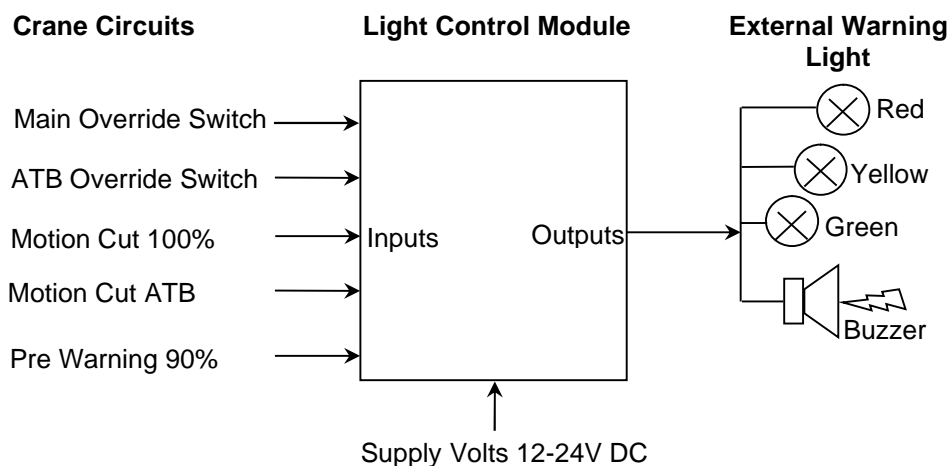 Crane Circuits
Light Control Module
External Warning
Light
Main Override Switch
ATB Override Switch
Motion Cut 100%
Motion Cut ATB
Pre Warning 90%
Inputs
Outputs
Red
Yellow
Green
Buzzer
Supply Volts 12-24V DC